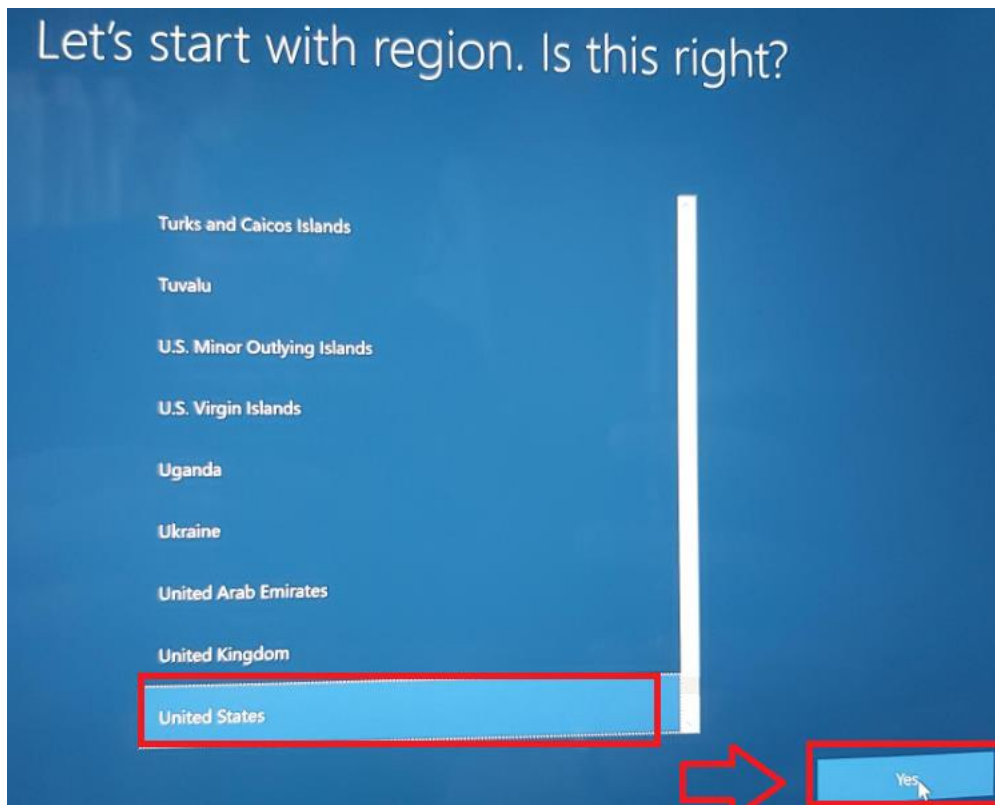 Let's start with region. Is this right?
Turks and Caicos Islands
Tuvalu
U.S. Minor Outlying Islands
U.S. Virgin Islands
Uganda
Ukraine
United Arab Emirates
United Kingdom
United States
Yes